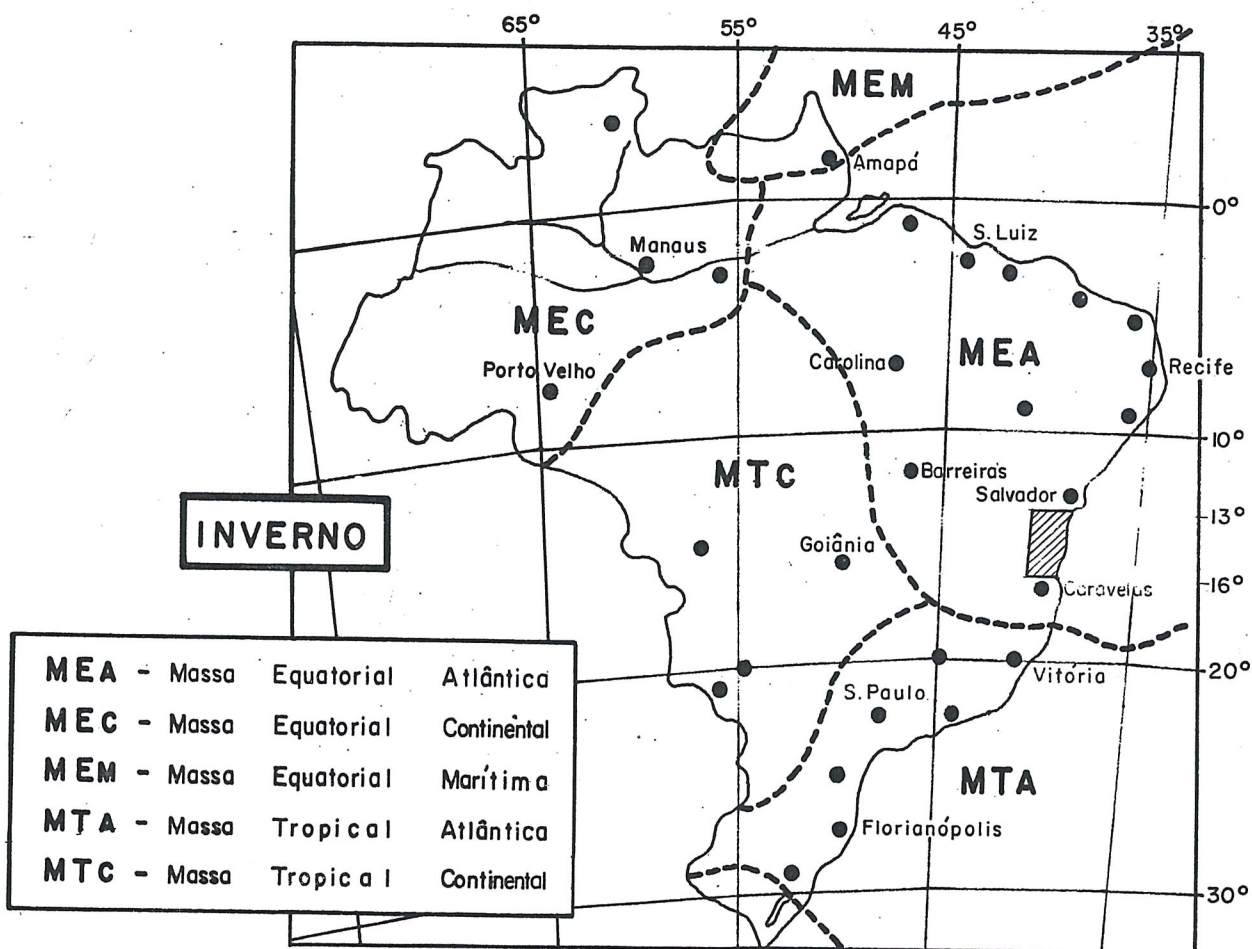 65° 55° 45° 35°
MEM
Amapá
0°
S. Luiz
Manaus
MEC
MEA
Carolina
Recife
Porto Velho
10°
MTC
Barreiras
Salvador
13°
INVERNO
Goiânia
16°
Caravelas
20°
Vitória
S. Paulo
MTA
Florianópolis
30°
MEA - Massa Equatorial Atlântica
MEC - Massa Equatorial Continental
MEM - Massa Equatorial Marítima
MTA - Massa Tropical Atlântica
MTC - Massa Tropical Continental